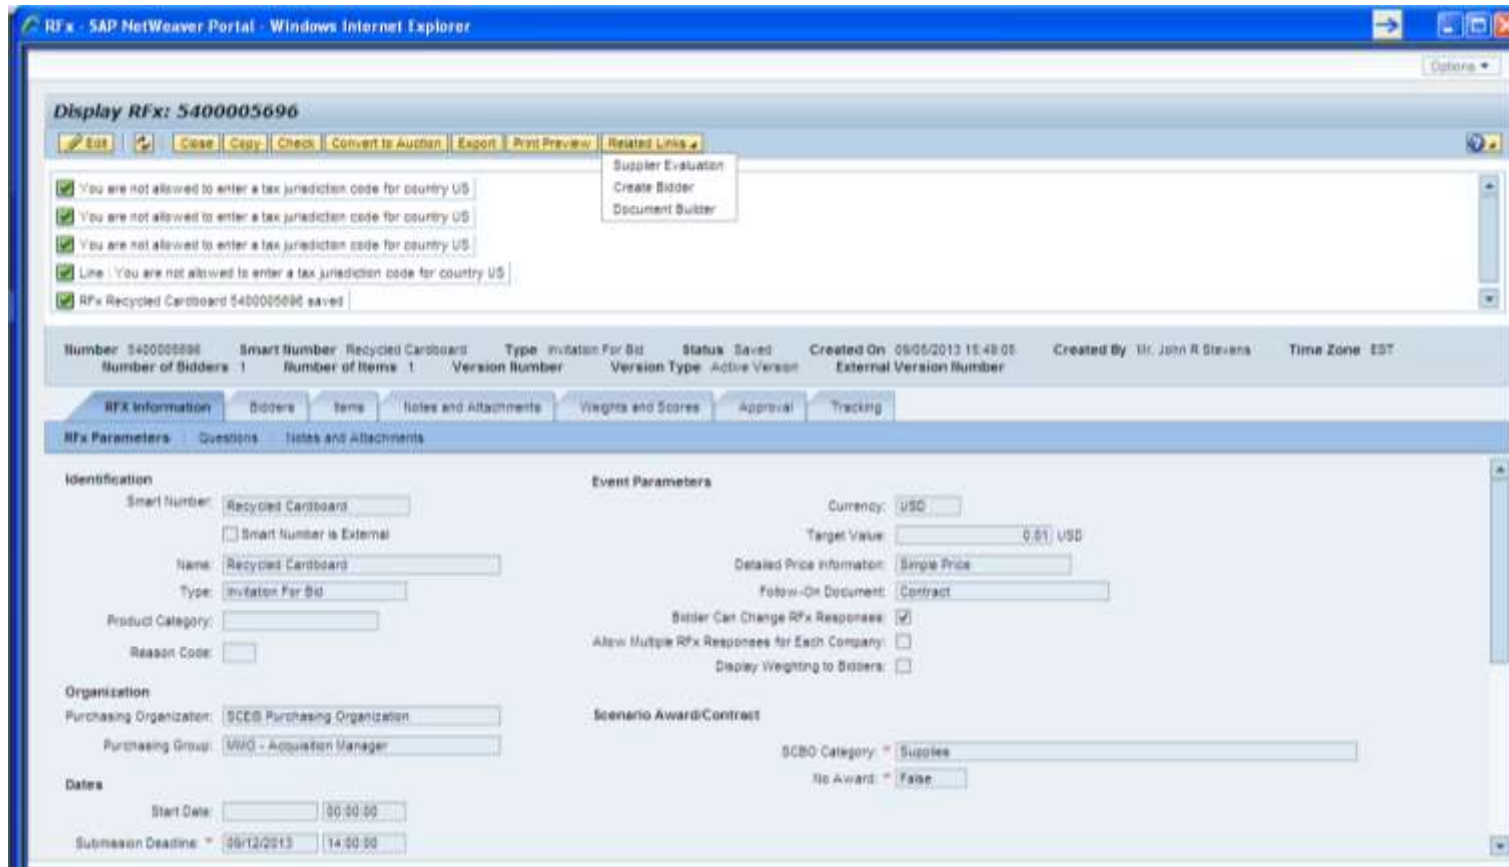 RFx - SAP NetWeaver Portal - Windows Internet Explorer
Options
Display RFx: 5400005696
Edit Close Copy Check Convert to Auction Export Print Preview Related Links
Supplier Evaluation
Create Bidder
Document Builder
You are not allowed to enter a tax jurisdiction code for country US
You are not allowed to enter a tax jurisdiction code for country US
You are not allowed to enter a tax jurisdiction code for country US
Line : You are not allowed to enter a tax jurisdiction code for country US
RFx Recycled Cardboard 5400005696 saved
Number 5400005696 Smart Number Recycled Cardboard Type Invitation For Bid Status Saved Created On 09/05/2013 15:48:05 Created By Mr. John R Stevens Time Zone EST
Number of Bidders 1 Number of Items 1 Version Number Version Type Active Version External Version Number
RFX Information Bidders Items Notes and Attachments Weights and Scores Approval Tracking
RFx Parameters Questions Notes and Attachments
Identification
Smart Number: Recycled Cardboard
Smart Number is External
Name: Recycled Cardboard
Type: Invitation For Bid
Product Category:
Reason Code:
Organization
Purchasing Organization: SCEIS Purchasing Organization
Purchasing Group: MMO - Acquisition Manager
Dates
Start Date: 00:00:00
Submission Deadline: * 09/12/2013 14:00:00
Event Parameters
Currency: USD
Target Value: 0.01 USD
Detailed Price Information: Simple Price
Follow-On Document: Contract
Bidder Can Change RFx Responses:
Allow Multiple RFx Responses for Each Company:
Display Weighting to Bidders:
Scenario Award/Contract
SCBO Category: * Supplies
No Award: * False